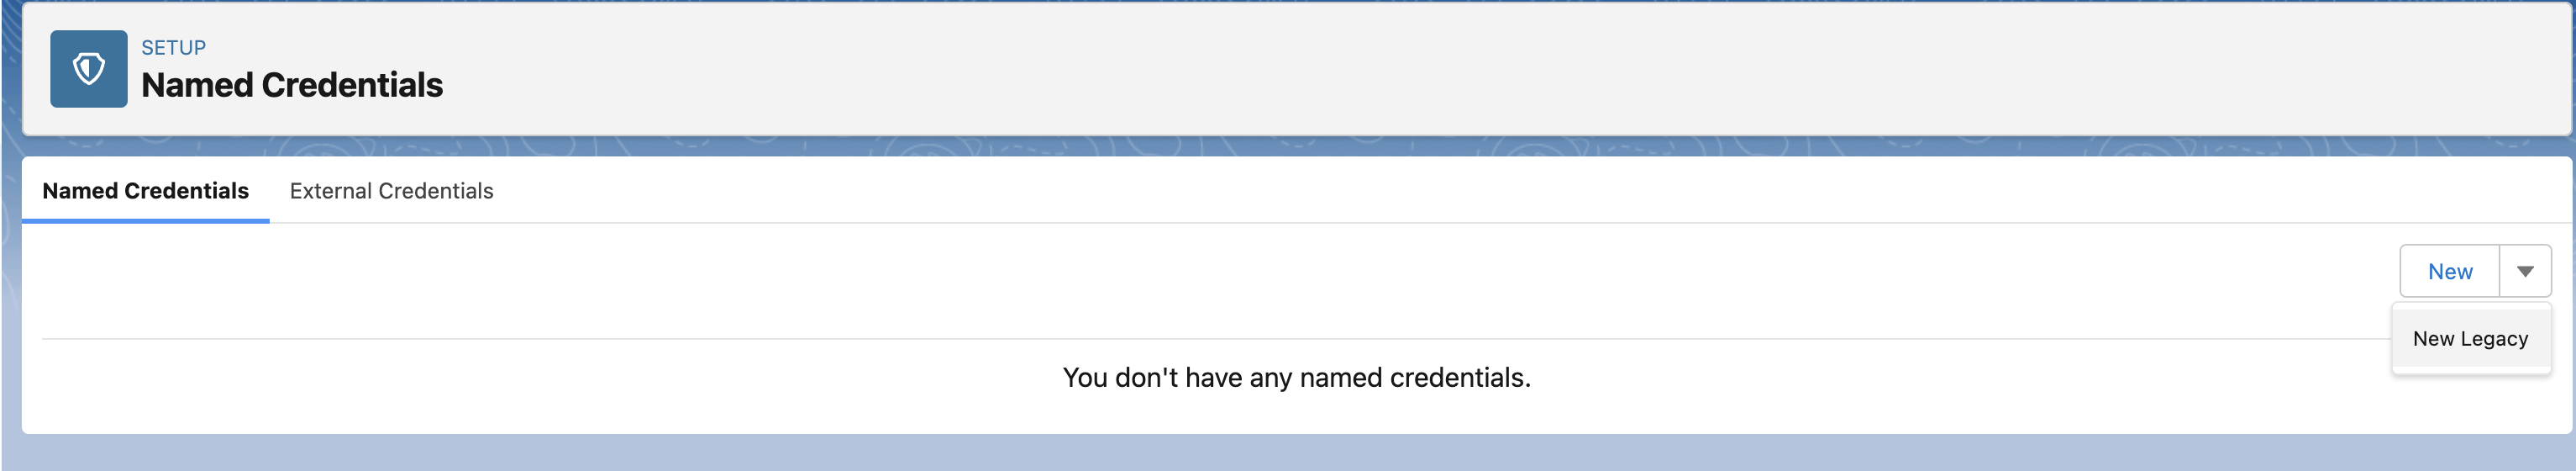 SETUP
Named Credentials
Named Credentials External Credentials
New
New Legacy
You don't have any named credentials.